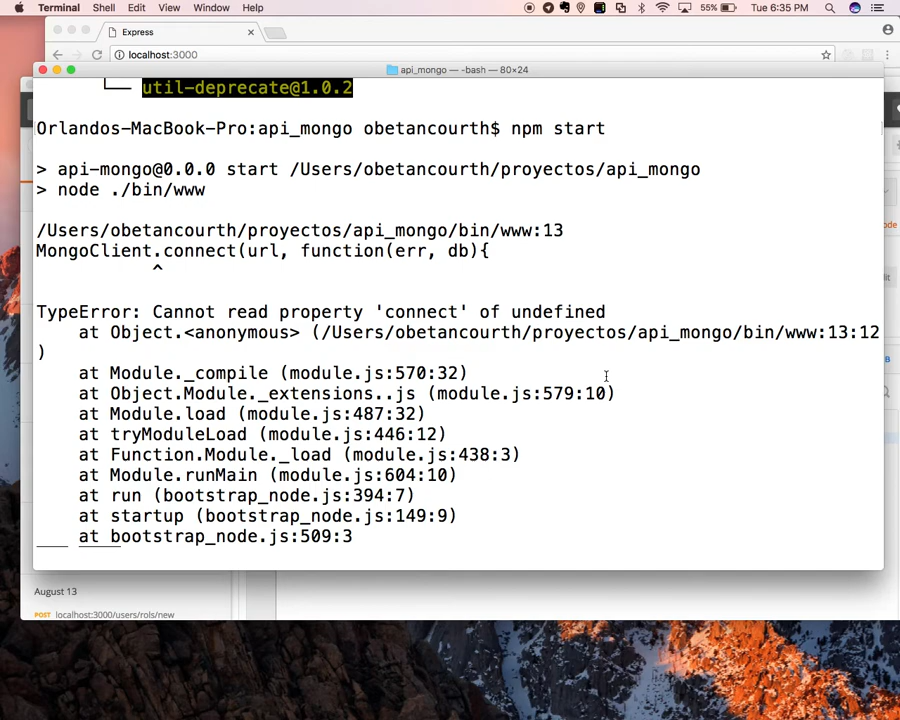 Terminal Shell Edit View Window Help 55% Tue 6:35 PM
Express
localhost:3000
api_mongo — -bash — 80×24
└── util-deprecate@1.0.2
Orlandos-MacBook-Pro:api_mongo obetancourth$ npm start
> api-mongo@0.0.0 start /Users/obetancourth/proyectos/api_mongo
> node ./bin/www
/Users/obetancourth/proyectos/api_mongo/bin/www:13
MongoClient.connect(url, function(err, db){
^
TypeError: Cannot read property 'connect' of undefined
at Object.<anonymous> (/Users/obetancourth/proyectos/api_mongo/bin/www:13:12
)
at Module._compile (module.js:570:32)
at Object.Module._extensions..js (module.js:579:10)
at Module.load (module.js:487:32)
at tryModuleLoad (module.js:446:12)
at Function.Module._load (module.js:438:3)
at Module.runMain (module.js:604:10)
at run (bootstrap_node.js:394:7)
at startup (bootstrap_node.js:149:9)
at bootstrap_node.js:509:3
August 13
POST localhost:3000/users/rols/new